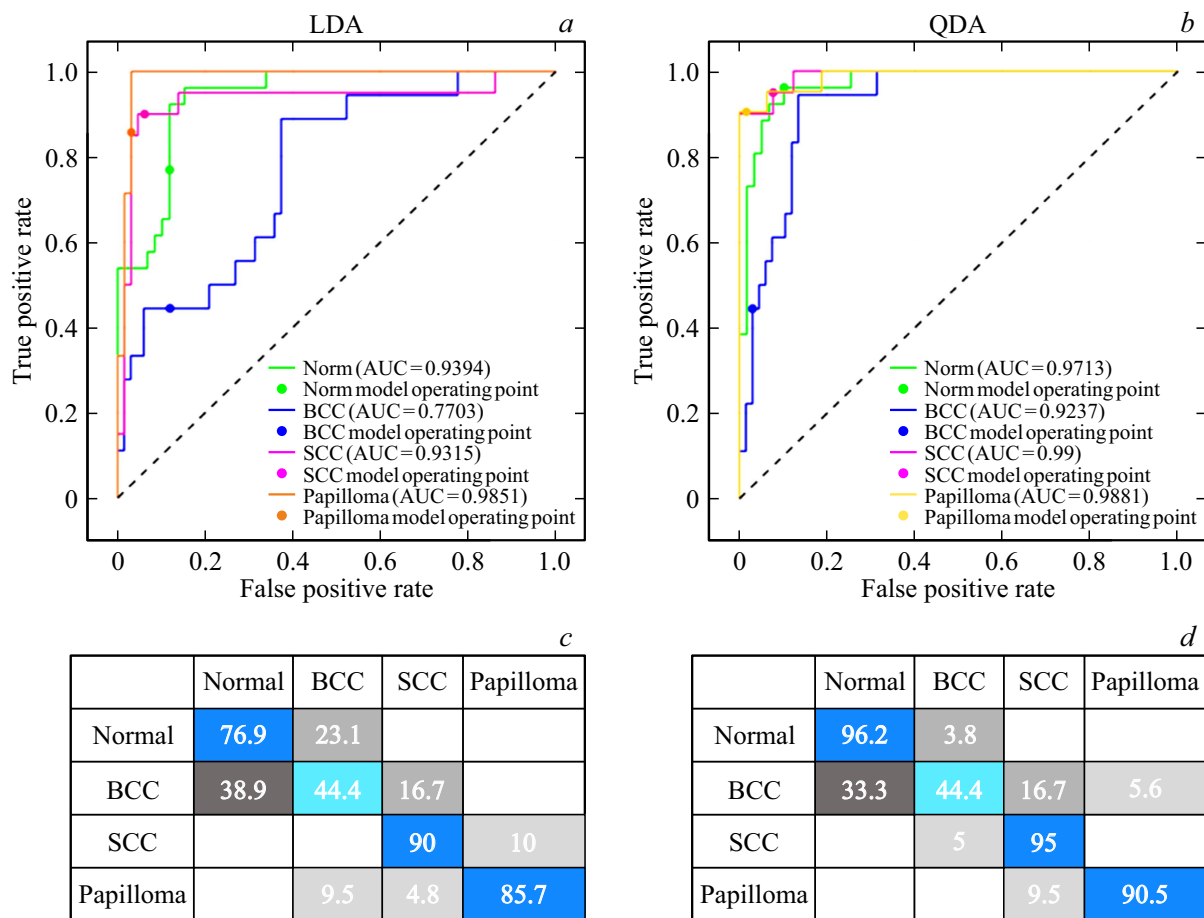 LDA
a
1.0
0.8
0.6
0.4
0.2
0
True positive rate
Norm (AUC = 0.9394)
Norm model operating point
BCC (AUC = 0.7703)
BCC model operating point
SCC (AUC = 0.9315)
SCC model operating point
Papilloma (AUC = 0.9851)
Papilloma model operating point
0 0.2 0.4 0.6 0.8 1.0
False positive rate
QDA
b
1.0
0.8
0.6
0.4
0.2
0
True positive rate
Norm (AUC = 0.9713)
Norm model operating point
BCC (AUC = 0.9237)
BCC model operating point
SCC (AUC = 0.99)
SCC model operating point
Papilloma (AUC = 0.9881)
Papilloma model operating point
0 0.2 0.4 0.6 0.8 1.0
False positive rate
c
Normal BCC SCC Papilloma
Normal 76.9 23.1
BCC 38.9 44.4 16.7
SCC 90 10
Papilloma 9.5 4.8 85.7
d
Normal BCC SCC Papilloma
Normal 96.2 3.8
BCC 33.3 44.4 16.7 5.6
SCC 5 95
Papilloma 9.5 90.5